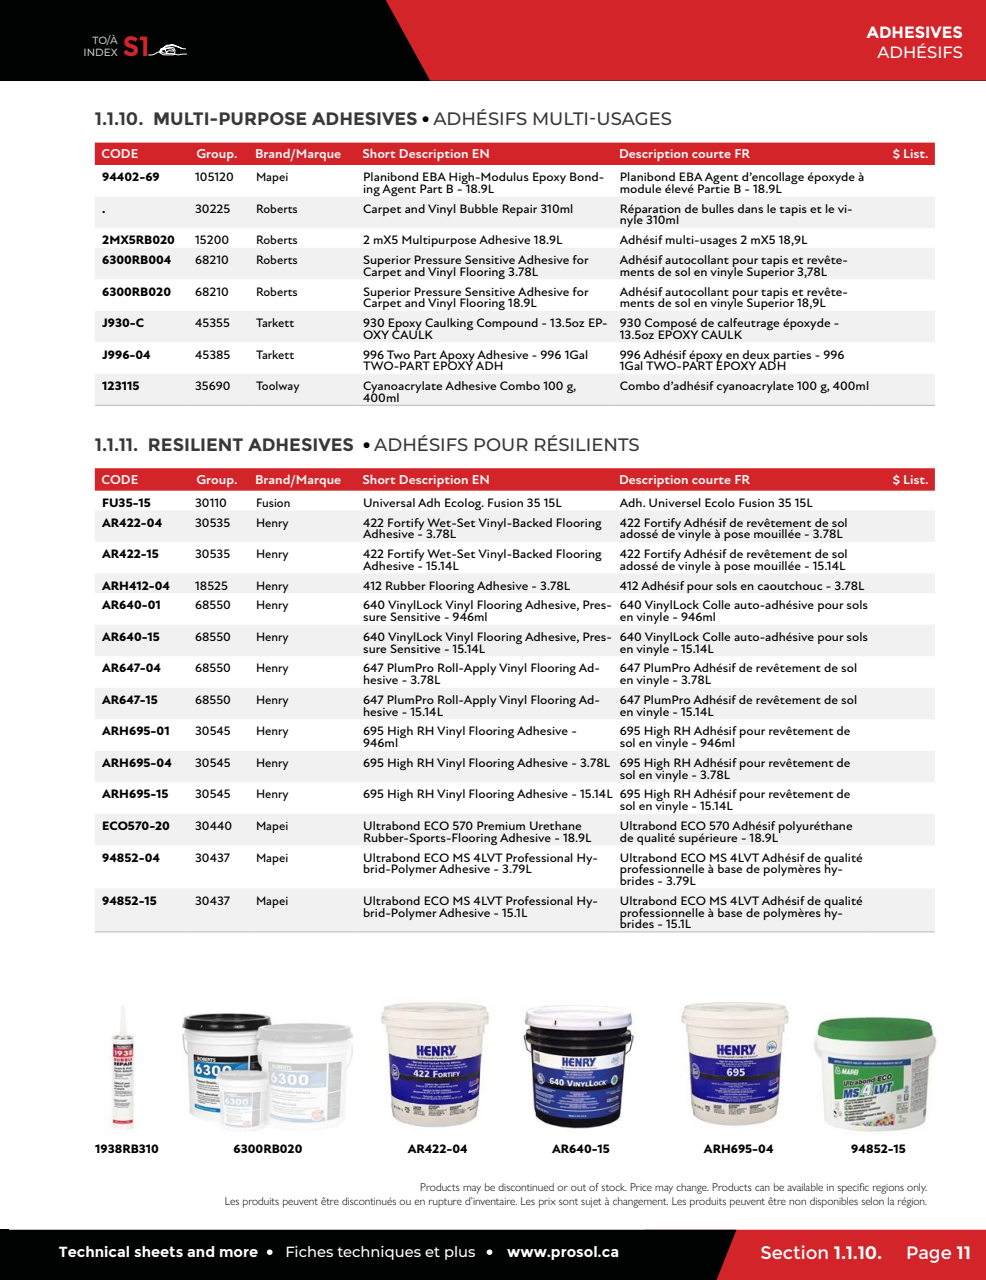 TO/À
INDEX S1
ADHESIVES
ADHÉSIFS
1.1.10. MULTI-PURPOSE ADHESIVES • ADHÉSIFS MULTI-USAGES
CODE Group. Brand/Marque Short Description EN Description courte FR $ List.
94402-69 105120 Mapei Planibond EBA High-Modulus Epoxy Bond- Planibond EBA Agent d'encollage époxyde à
ing Agent Part B - 18.9L module élevé Partie B - 18.9L
. 30225 Roberts Carpet and Vinyl Bubble Repair 310ml Réparation de bulles dans le tapis et le vi-
nyle 310ml
2MX5RB020 15200 Roberts 2 mX5 Multipurpose Adhesive 18.9L Adhésif multi-usages 2 mX5 18,9L
6300RB004 68210 Roberts Superior Pressure Sensitive Adhesive for Adhésif autocollant pour tapis et revête-
Carpet and Vinyl Flooring 3.78L ments de sol en vinyle Superior 3,78L
6300RB020 68210 Roberts Superior Pressure Sensitive Adhesive for Adhésif autocollant pour tapis et revête-
Carpet and Vinyl Flooring 18.9L ments de sol en vinyle Superior 18,9L
J930-C 45355 Tarkett 930 Epoxy Caulking Compound - 13.5oz EP- 930 Composé de calfeutrage époxyde -
OXY CAULK 13.5oz EPOXY CAULK
J996-04 45385 Tarkett 996 Two Part Apoxy Adhesive - 996 1Gal 996 Adhésif époxy en deux parties - 996
TWO-PART EPOXY ADH 1Gal TWO-PART EPOXY ADH
123115 35690 Toolway Cyanoacrylate Adhesive Combo 100 g, Combo d'adhésif cyanoacrylate 100 g, 400ml
400ml
1.1.11. RESILIENT ADHESIVES • ADHÉSIFS POUR RÉSILIENTS
CODE Group. Brand/Marque Short Description EN Description courte FR $ List.
FU35-15 30110 Fusion Universal Adh Ecolog. Fusion 35 15L Adh. Universel Ecolo Fusion 35 15L
AR422-04 30535 Henry 422 Fortify Wet-Set Vinyl-Backed Flooring 422 Fortify Adhésif de revêtement de sol
Adhesive - 3.78L adossé de vinyle à pose mouillée - 3.78L
AR422-15 30535 Henry 422 Fortify Wet-Set Vinyl-Backed Flooring 422 Fortify Adhésif de revêtement de sol
Adhesive - 15.14L adossé de vinyle à pose mouillée - 15.14L
ARH412-04 18525 Henry 412 Rubber Flooring Adhesive - 3.78L 412 Adhésif pour sols en caoutchouc - 3.78L
AR640-01 68550 Henry 640 VinylLock Vinyl Flooring Adhesive, Pres- 640 VinylLock Colle auto-adhésive pour sols
sure Sensitive - 946ml en vinyle - 946ml
AR640-15 68550 Henry 640 VinylLock Vinyl Flooring Adhesive, Pres- 640 VinylLock Colle auto-adhésive pour sols
sure Sensitive - 15.14L en vinyle - 15.14L
AR647-04 68550 Henry 647 PlumPro Roll-Apply Vinyl Flooring Ad- 647 PlumPro Adhésif de revêtement de sol
hesive - 3.78L en vinyle - 3.78L
AR647-15 68550 Henry 647 PlumPro Roll-Apply Vinyl Flooring Ad- 647 PlumPro Adhésif de revêtement de sol
hesive - 15.14L en vinyle - 15.14L
ARH695-01 30545 Henry 695 High RH Vinyl Flooring Adhesive - 695 High RH Adhésif pour revêtement de
946ml sol en vinyle - 946ml
ARH695-04 30545 Henry 695 High RH Vinyl Flooring Adhesive - 3.78L 695 High RH Adhésif pour revêtement de
sol en vinyle - 3.78L
ARH695-15 30545 Henry 695 High RH Vinyl Flooring Adhesive - 15.14L 695 High RH Adhésif pour revêtement de
sol en vinyle - 15.14L
ECO570-20 30440 Mapei Ultrabond ECO 570 Premium Urethane Ultrabond ECO 570 Adhésif polyuréthane
Rubber-Sports-Flooring Adhesive - 18.9L de qualité supérieure - 18.9L
94852-04 30437 Mapei Ultrabond ECO MS 4LVT Professional Hy- Ultrabond ECO MS 4LVT Adhésif de qualité
brid-Polymer Adhesive - 3.79L professionnelle à base de polymères hy-
brides - 3.79L
94852-15 30437 Mapei Ultrabond ECO MS 4LVT Professional Hy- Ultrabond ECO MS 4LVT Adhésif de qualité
brid-Polymer Adhesive - 15.1L professionnelle à base de polymères hy-
brides - 15.1L
1938
ROBERTS
6300
6300
6300
HENRY
422 FORTIFY
HENRY
640 VINYLLOCK
HENRY
695
MAPEI
Ultrabond ECO
MS 4 LVT
1938RB310 6300RB020 AR422-04 AR640-15 ARH695-04 94852-15
Products may be discontinued or out of stock. Price may change. Products can be available in specific regions only.
Les produits peuvent être discontinués ou en rupture d'inventaire. Les prix sont sujet à changement. Les produits peuvent être non disponibles selon la région.
Technical sheets and more • Fiches techniques et plus • www.prosol.ca
Section 1.1.10. Page 11